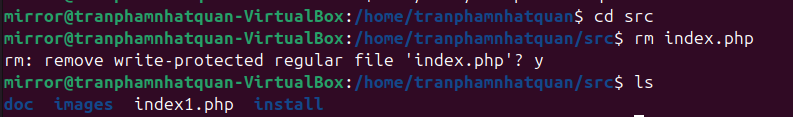 mirror@tranphamnhatquan-VirtualBox:/home/tranphamnhatquan$ cd src
mirror@tranphamnhatquan-VirtualBox:/home/tranphamnhatquan/src$ rm index.php
rm: remove write-protected regular file 'index.php'? y
mirror@tranphamnhatquan-VirtualBox:/home/tranphamnhatquan/src$ ls
doc  images  index1.php  install